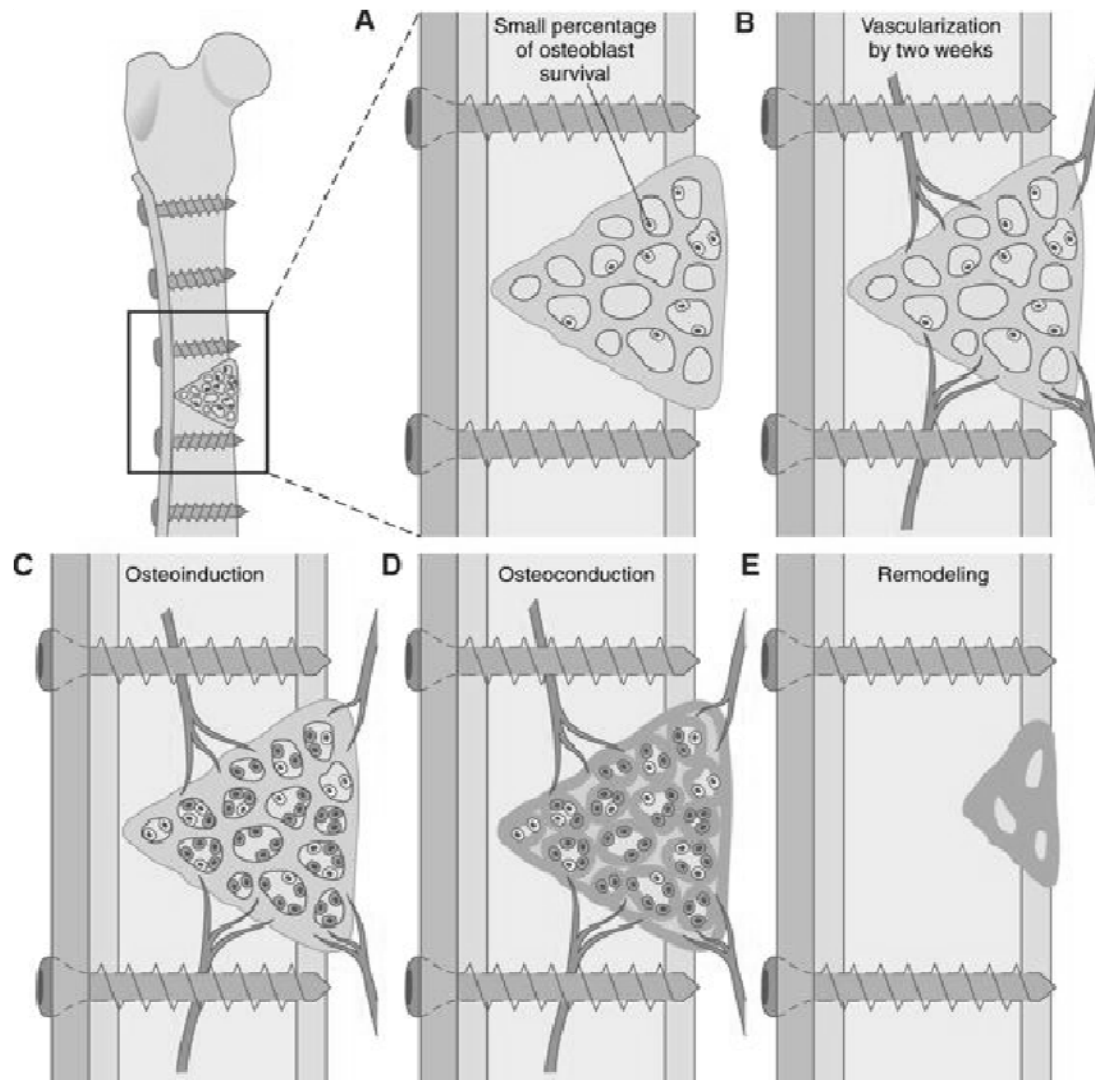 A
Small percentage
of osteoblast
survival
B
Vascularization
by two weeks
C
Osteoinduction
D
Osteoconduction
E
Remodeling